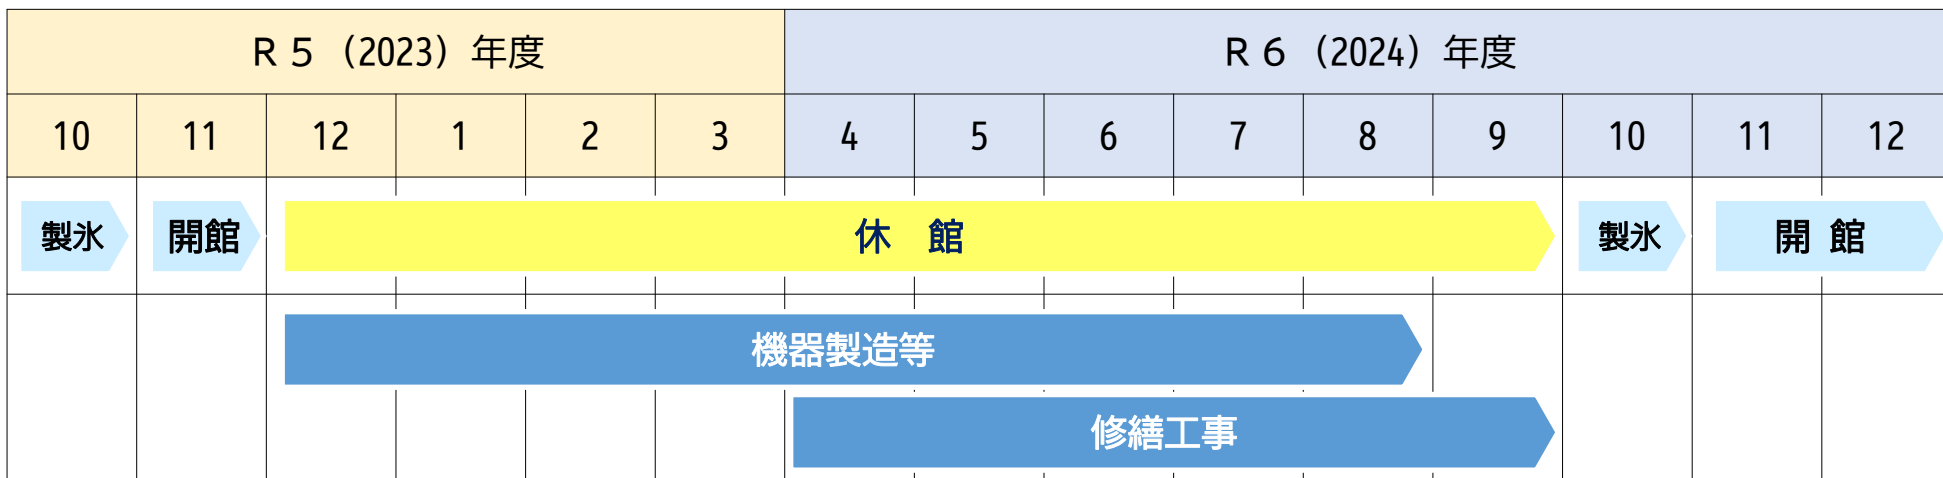 Ｒ５（2023）年度 Ｒ６（2024）年度
10 11 12 1 2 3 4 5 6 7 8 9 10 11 12
製氷 開館 休　館 製氷 開 館
機器製造等
修繕工事